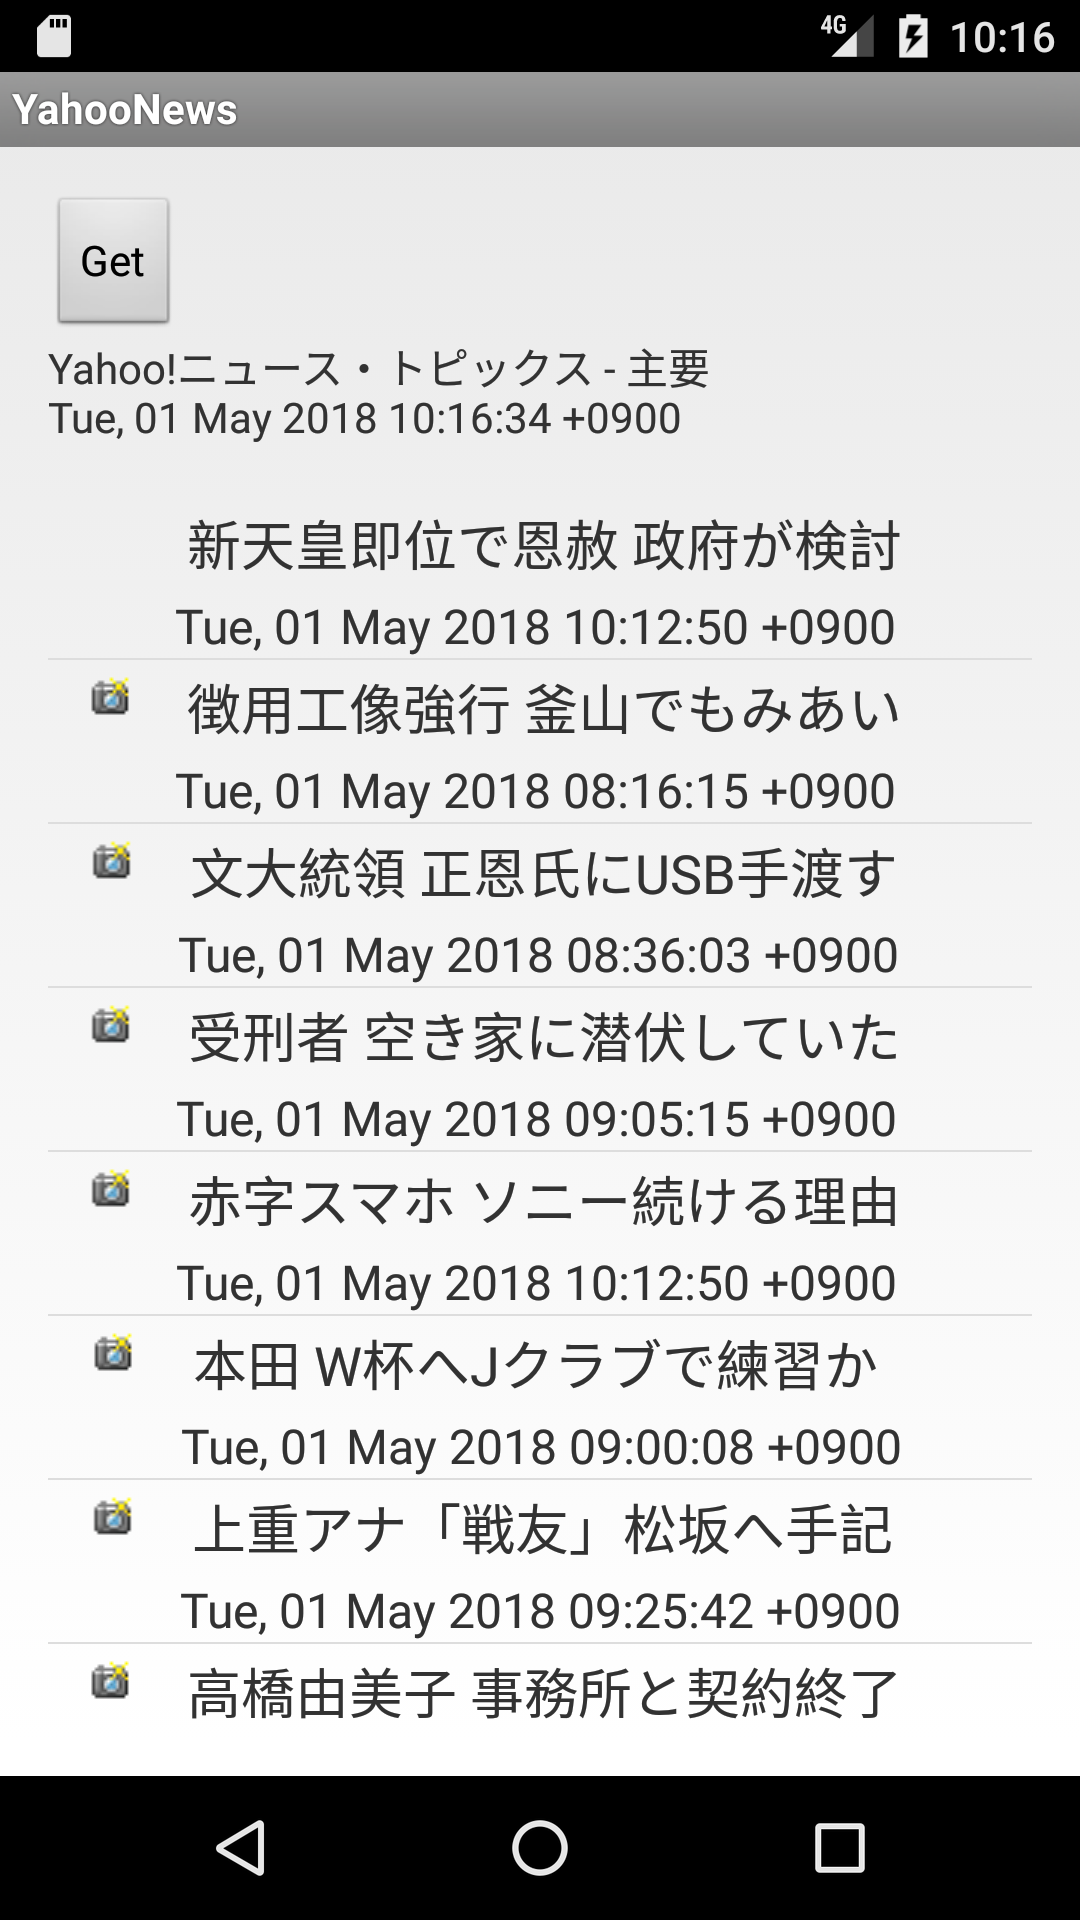 4G 10:16
YahooNews
Get
Yahoo!ニュース・トピックス - 主要
Tue, 01 May 2018 10:16:34 +0900
新天皇即位で恩赦 政府が検討
Tue, 01 May 2018 10:12:50 +0900
徴用工像強行 釜山でもみあい
Tue, 01 May 2018 08:16:15 +0900
文大統領 正恩氏にUSB手渡す
Tue, 01 May 2018 08:36:03 +0900
受刑者 空き家に潜伏していた
Tue, 01 May 2018 09:05:15 +0900
赤字スマホ ソニー続ける理由
Tue, 01 May 2018 10:12:50 +0900
本田 W杯へJクラブで練習か
Tue, 01 May 2018 09:00:08 +0900
上重アナ「戦友」松坂へ手記
Tue, 01 May 2018 09:25:42 +0900
高橋由美子 事務所と契約終了